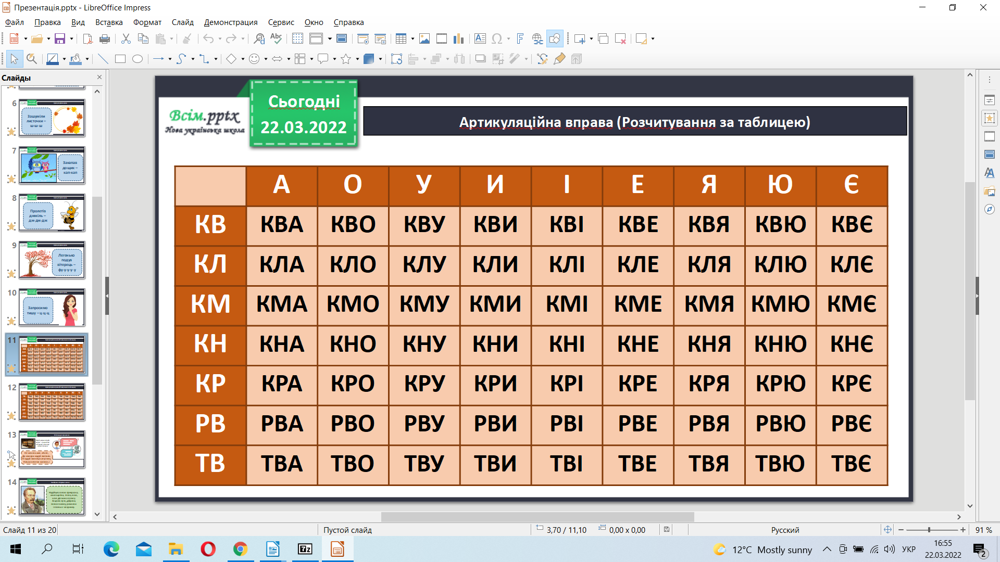 Презентація.pptx - LibreOffice Impress
Файл Правка Вид Вставка Формат Слайд Демонстрация Сервис Окно Справка
Слайды
6
Зашуміли
листочки –
ш-ш-ш
7
Закапав
дощик –
кап-кап
8
Пролетів
джміль –
дж-дж-дж
9
Легенько
подув
вітерець –
фу-у-у-у-у
10
Запросимо
тишу – ц-ц-ц
11
12
13
14
Всім.pptx
Нова українська школа
Сьогодні
22.03.2022
Артикуляційна вправа (Розчитування за таблицею)
А О У И І Е Я Ю Є
КВ КВА КВО КВУ КВИ КВІ КВЕ КВЯ КВЮ КВЄ
КЛ КЛА КЛО КЛУ КЛИ КЛІ КЛЕ КЛЯ КЛЮ КЛЄ
КМ КМА КМО КМУ КМИ КМІ КМЕ КМЯ КМЮ КМЄ
КН КНА КНО КНУ КНИ КНІ КНЕ КНЯ КНЮ КНЄ
КР КРА КРО КРУ КРИ КРІ КРЕ КРЯ КРЮ КРЄ
РВ РВА РВО РВУ РВИ РВІ РВЕ РВЯ РВЮ РВЄ
ТВ ТВА ТВО ТВУ ТВИ ТВІ ТВЕ ТВЯ ТВЮ ТВЄ
Слайд 11 из 20 Пустой слайд 3,70 / 11,10 0,00 x 0,00 Русский 91 %
12°C Mostly sunny УКР 16:55
22.03.2022 2